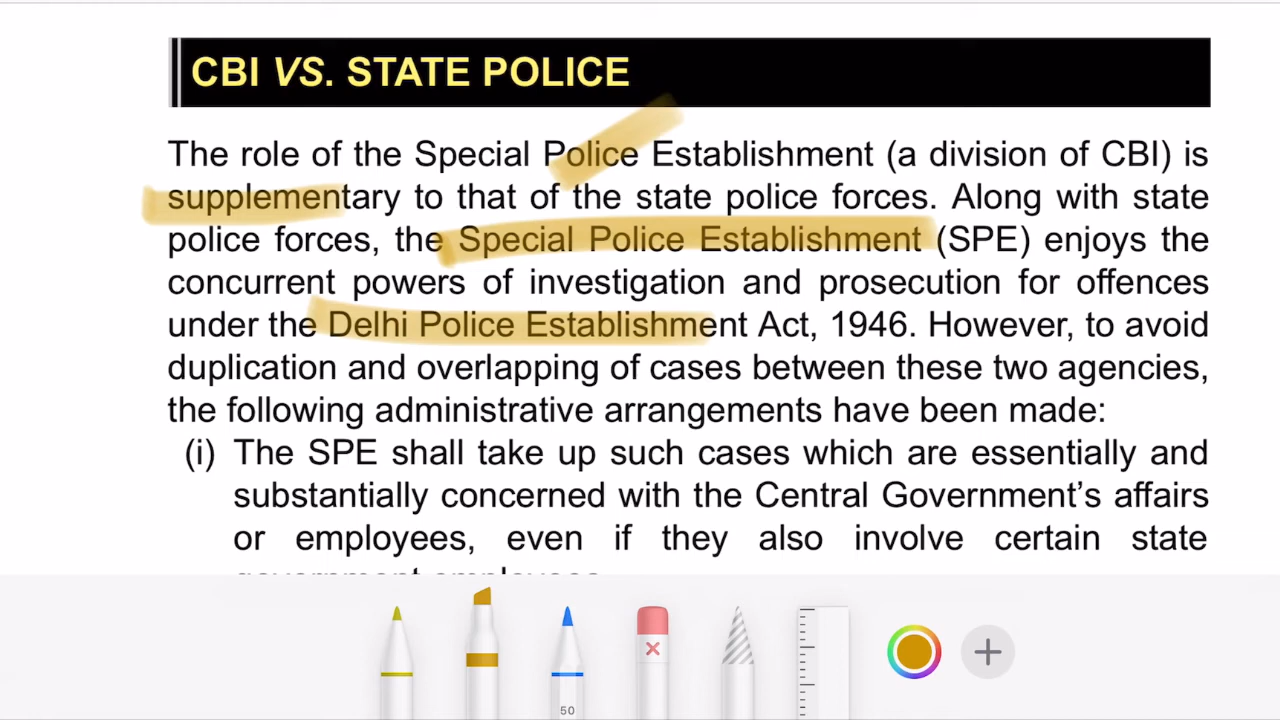 CBI VS. STATE POLICE
The role of the Special Police Establishment (a division of CBI) is
supplementary to that of the state police forces. Along with state
police forces, the Special Police Establishment (SPE) enjoys the
concurrent powers of investigation and prosecution for offences
under the Delhi Police Establishment Act, 1946. However, to avoid
duplication and overlapping of cases between these two agencies,
the following administrative arrangements have been made:
(i) The SPE shall take up such cases which are essentially and
substantially concerned with the Central Government’s affairs
or employees, even if they also involve certain state
government employees.
50